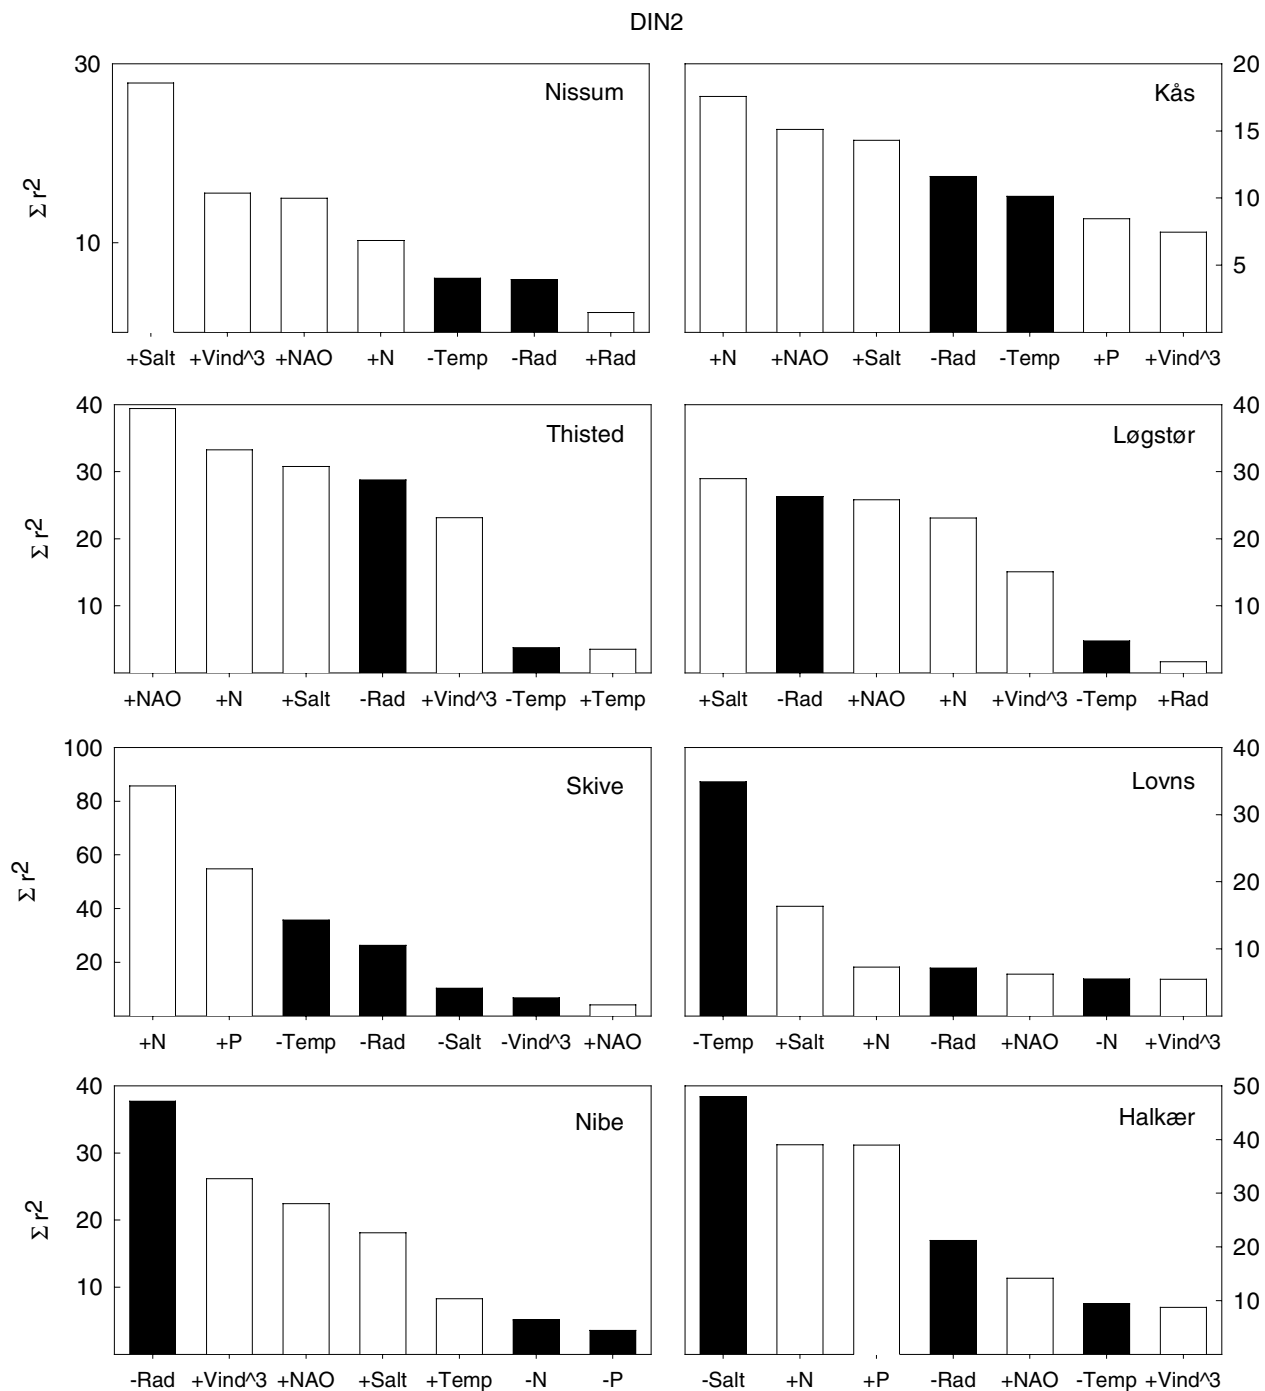 DIN2
30
10
Σ r²
Nissum
+Salt +Vind^3 +NAO +N -Temp -Rad +Rad
20
15
10
5
Kås
+N +NAO +Salt -Rad -Temp +P +Vind^3
40
30
20
10
Σ r²
Thisted
+NAO +N +Salt -Rad +Vind^3 -Temp +Temp
40
30
20
10
Løgstør
+Salt -Rad +NAO +N +Vind^3 -Temp +Rad
100
80
60
40
20
Σ r²
Skive
+N +P -Temp -Rad -Salt -Vind^3 +NAO
40
30
20
10
Lovns
-Temp +Salt +N -Rad +NAO -N +Vind^3
40
30
20
10
Σ r²
Nibe
-Rad +Vind^3 +NAO +Salt +Temp -N -P
50
40
30
20
10
Halkær
-Salt +N +P -Rad +NAO -Temp +Vind^3